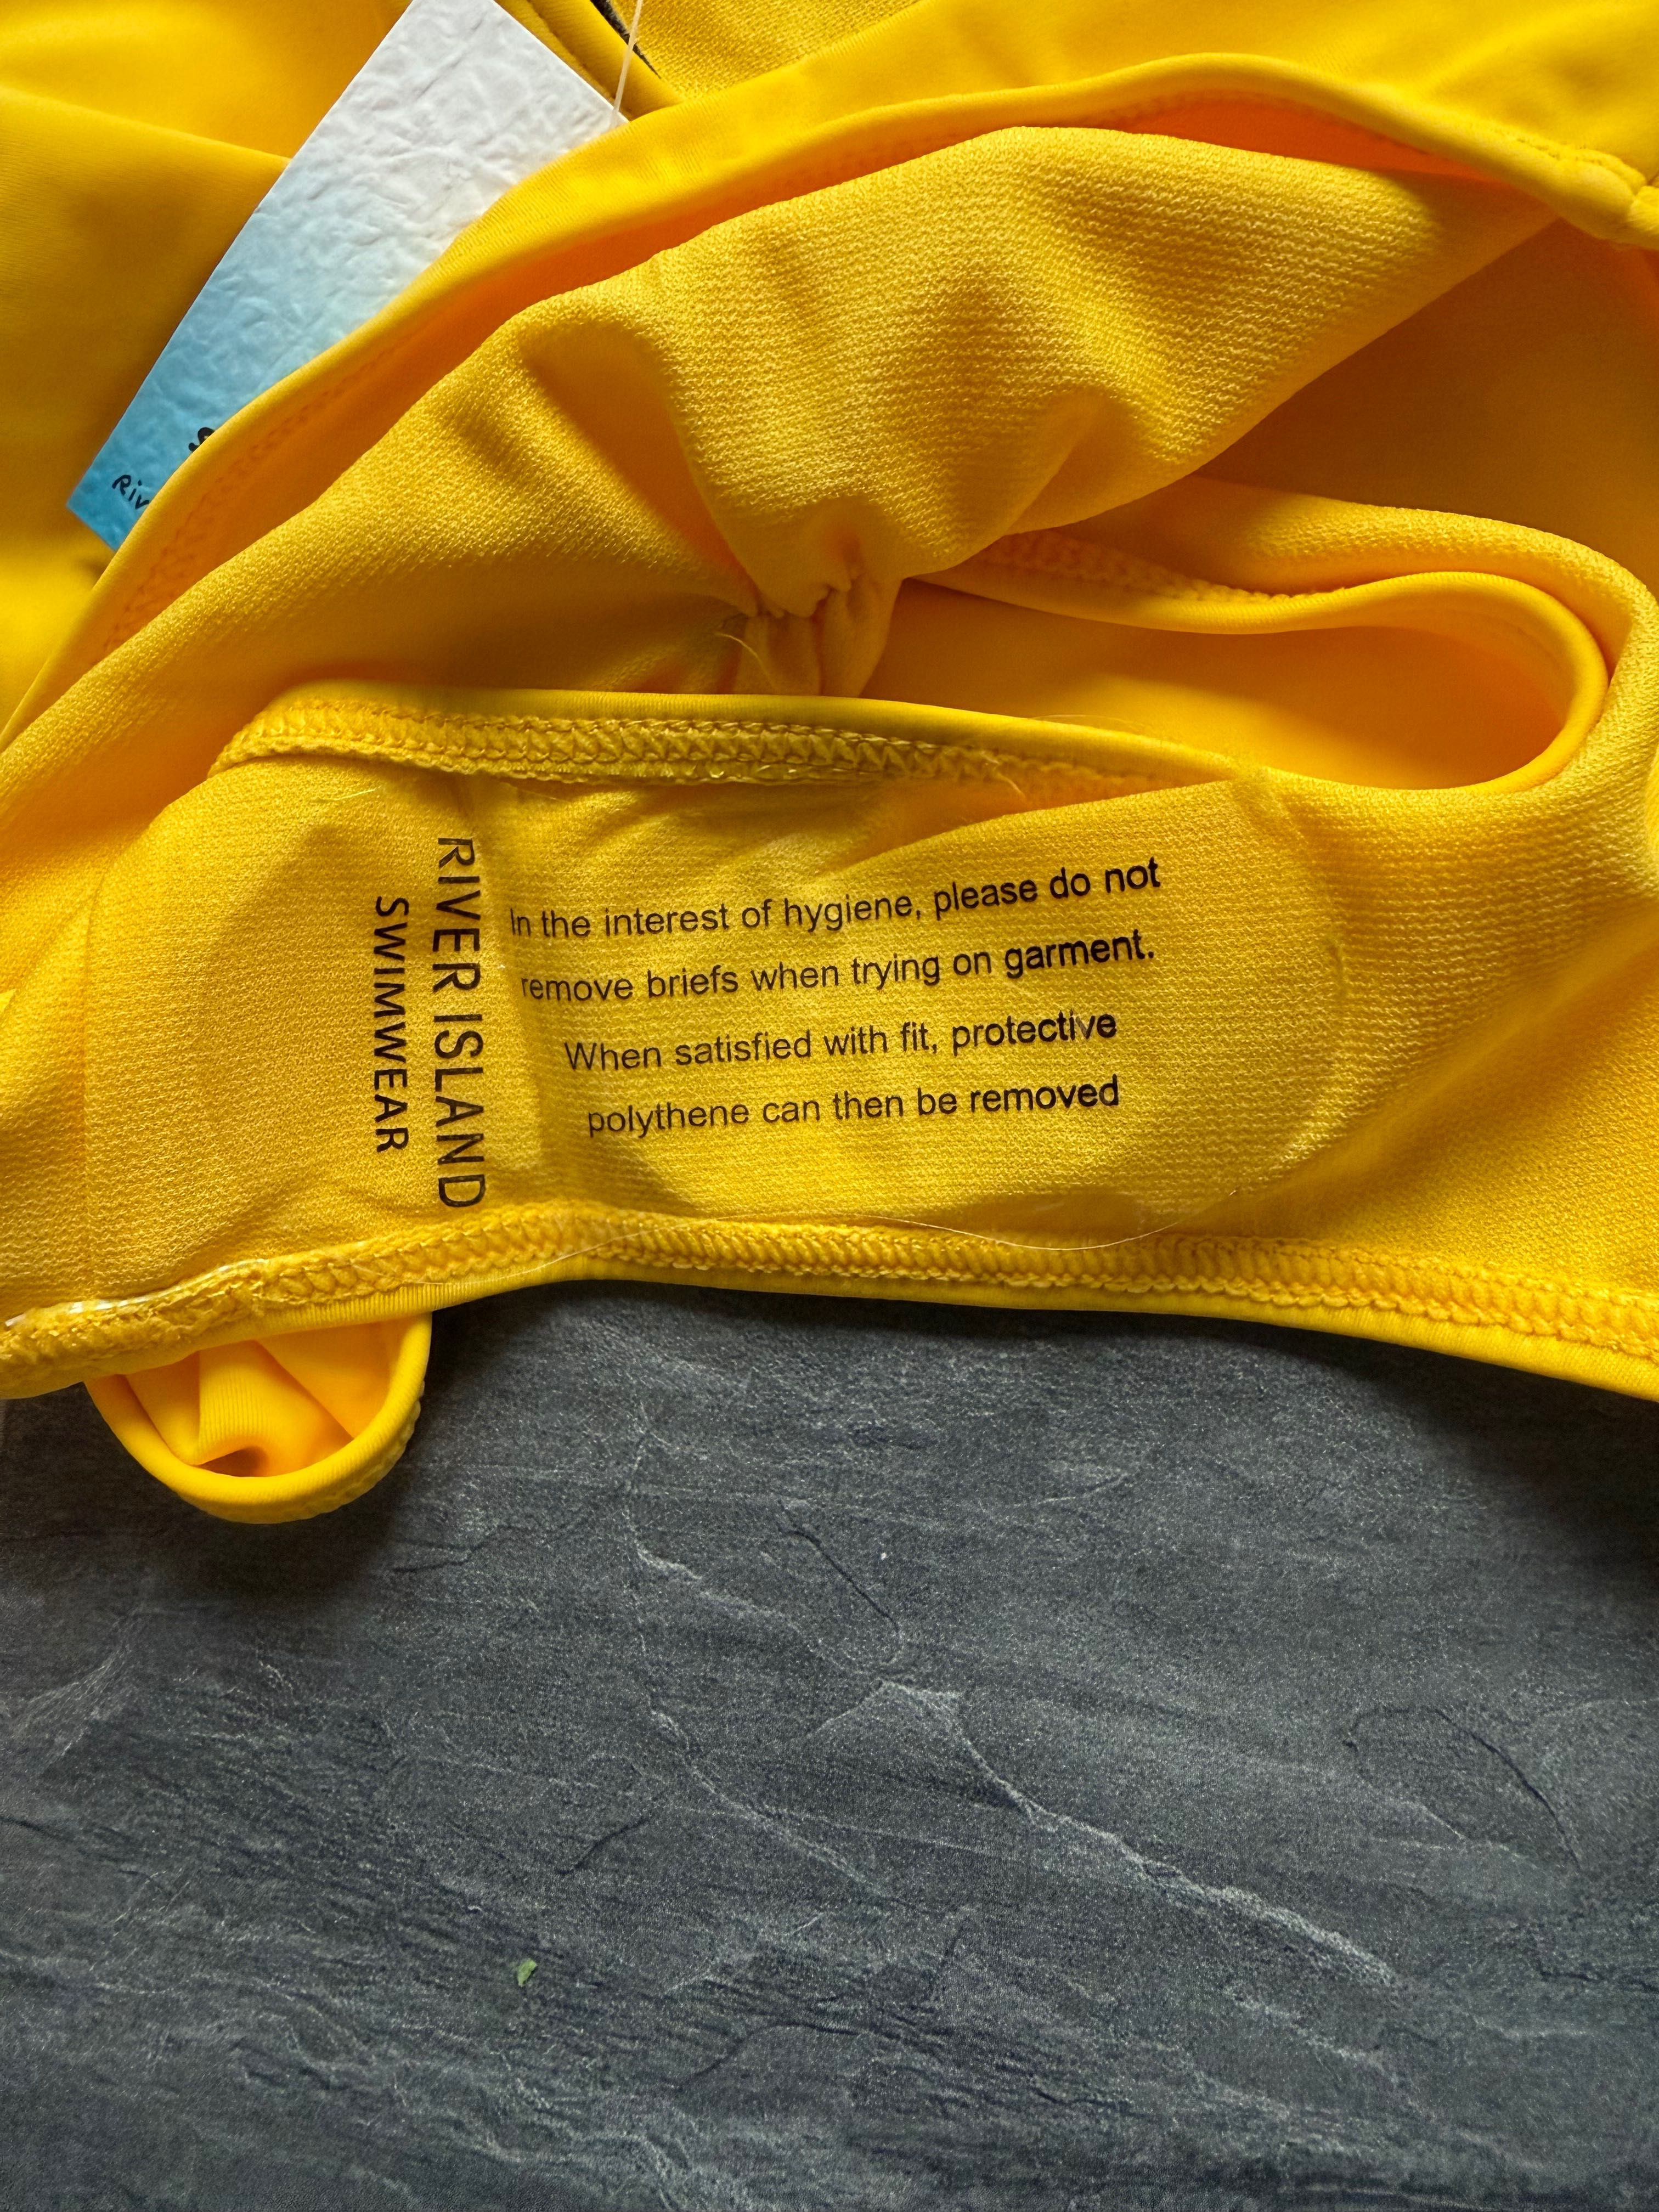 RIVER ISLAND
SWIMWEAR
In the interest of hygiene, please do not
remove briefs when trying on garment.
When satisfied with fit, protective
polythene can then be removed